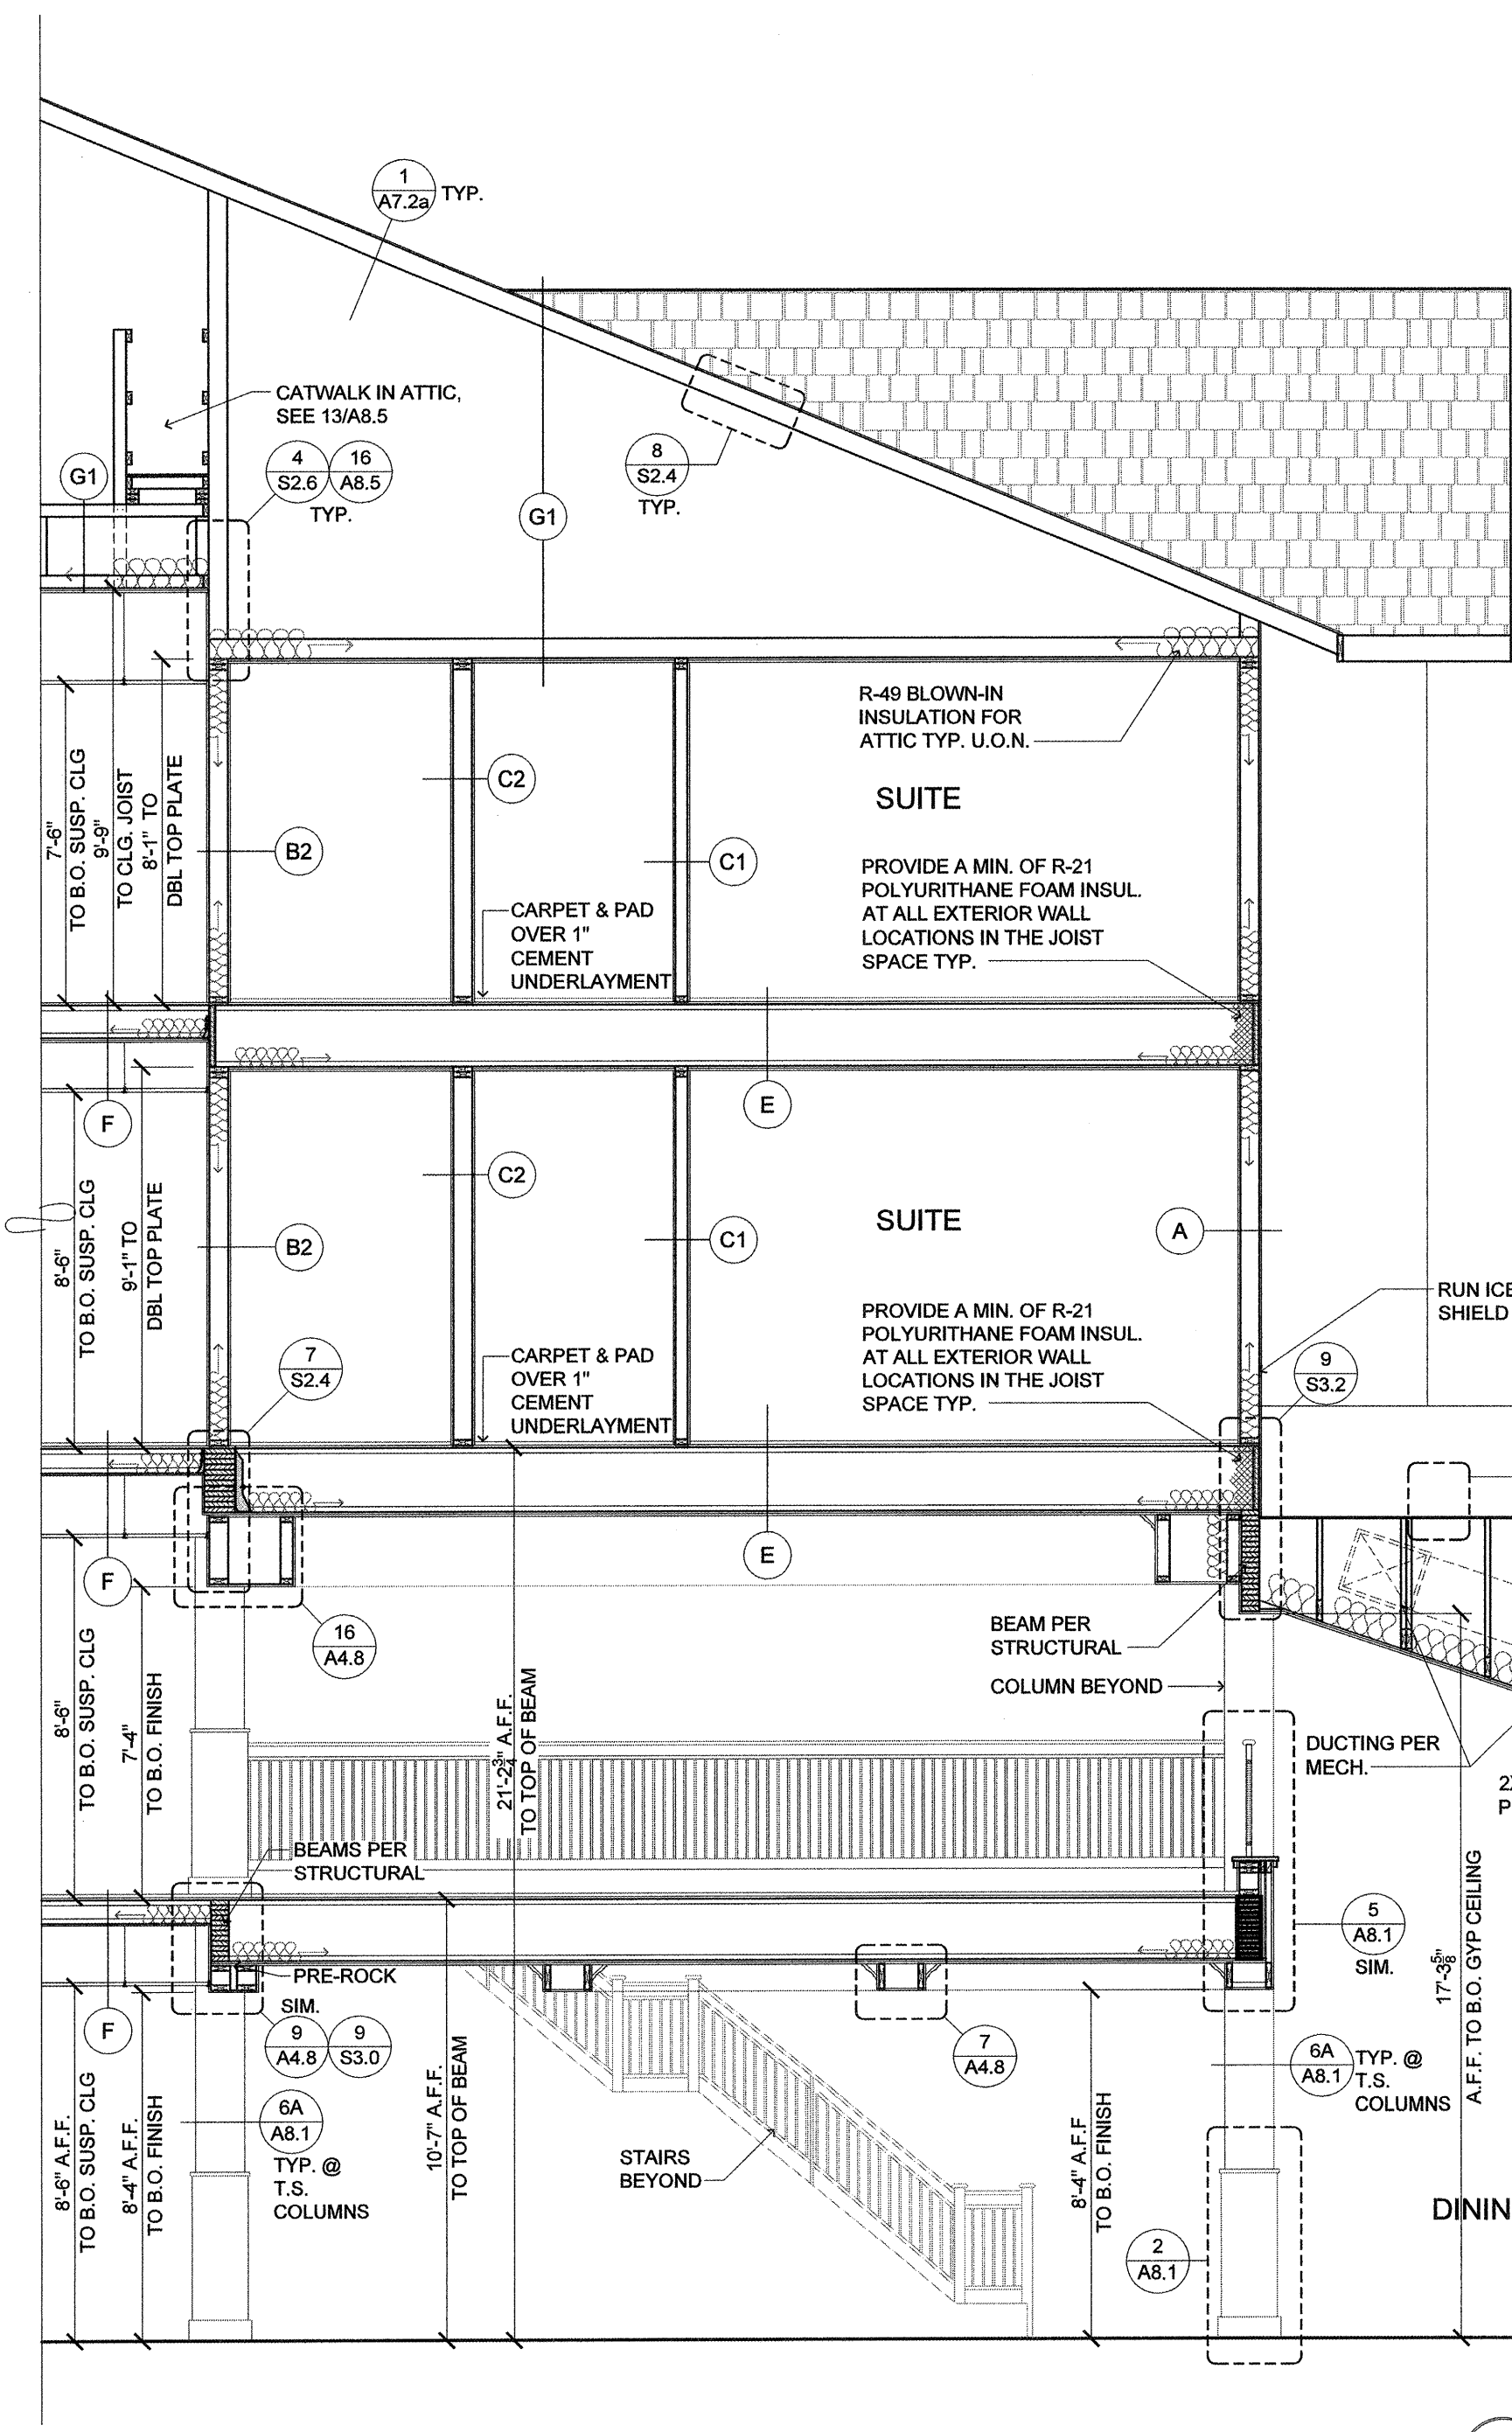 1
A7.2a
TYP.
CATWALK IN ATTIC,
SEE 13/A8.5
4
S2.6
16
A8.5
TYP.
G1
G1
8
S2.4
TYP.
R-49 BLOWN-IN
INSULATION FOR
ATTIC TYP. U.O.N.
7'-6"
TO B.O. SUSP. CLG
9'-9"
TO CLG. JOIST
8'-1" TO
DBL TOP PLATE
C2
SUITE
B2
C1
PROVIDE A MIN. OF R-21
POLYURITHANE FOAM INSUL.
AT ALL EXTERIOR WALL
LOCATIONS IN THE JOIST
SPACE TYP.
CARPET & PAD
OVER 1"
CEMENT
UNDERLAYMENT
F
E
8'-6"
TO B.O. SUSP. CLG
9'-1" TO
DBL TOP PLATE
C2
SUITE
B2
C1
A
RUN ICE
SHIELD
PROVIDE A MIN. OF R-21
POLYURITHANE FOAM INSUL.
AT ALL EXTERIOR WALL
LOCATIONS IN THE JOIST
SPACE TYP.
7
S2.4
CARPET & PAD
OVER 1"
CEMENT
UNDERLAYMENT
9
S3.2
F
E
16
A4.8
BEAM PER
STRUCTURAL
COLUMN BEYOND
8'-6"
TO B.O. SUSP. CLG
7'-4"
TO B.O. FINISH
21'-2 3/4" A.F.F.
TO TOP OF BEAM
DUCTING PER
MECH.
2X
P
BEAMS PER
STRUCTURAL
5
A8.1
SIM.
17'-3 5/8"
A.F.F. TO B.O. GYP CEILING
PRE-ROCK
SIM.
9
A4.8
9
S3.0
F
7
A4.8
6A
A8.1
TYP. @
T.S.
COLUMNS
6A
A8.1
TYP. @
T.S.
COLUMNS
8'-6" A.F.F.
TO B.O. SUSP. CLG
8'-4" A.F.F.
TO B.O. FINISH
10'-7" A.F.F.
TO TOP OF BEAM
STAIRS
BEYOND
8'-4" A.F.F
TO B.O. FINISH
DININ
2
A8.1